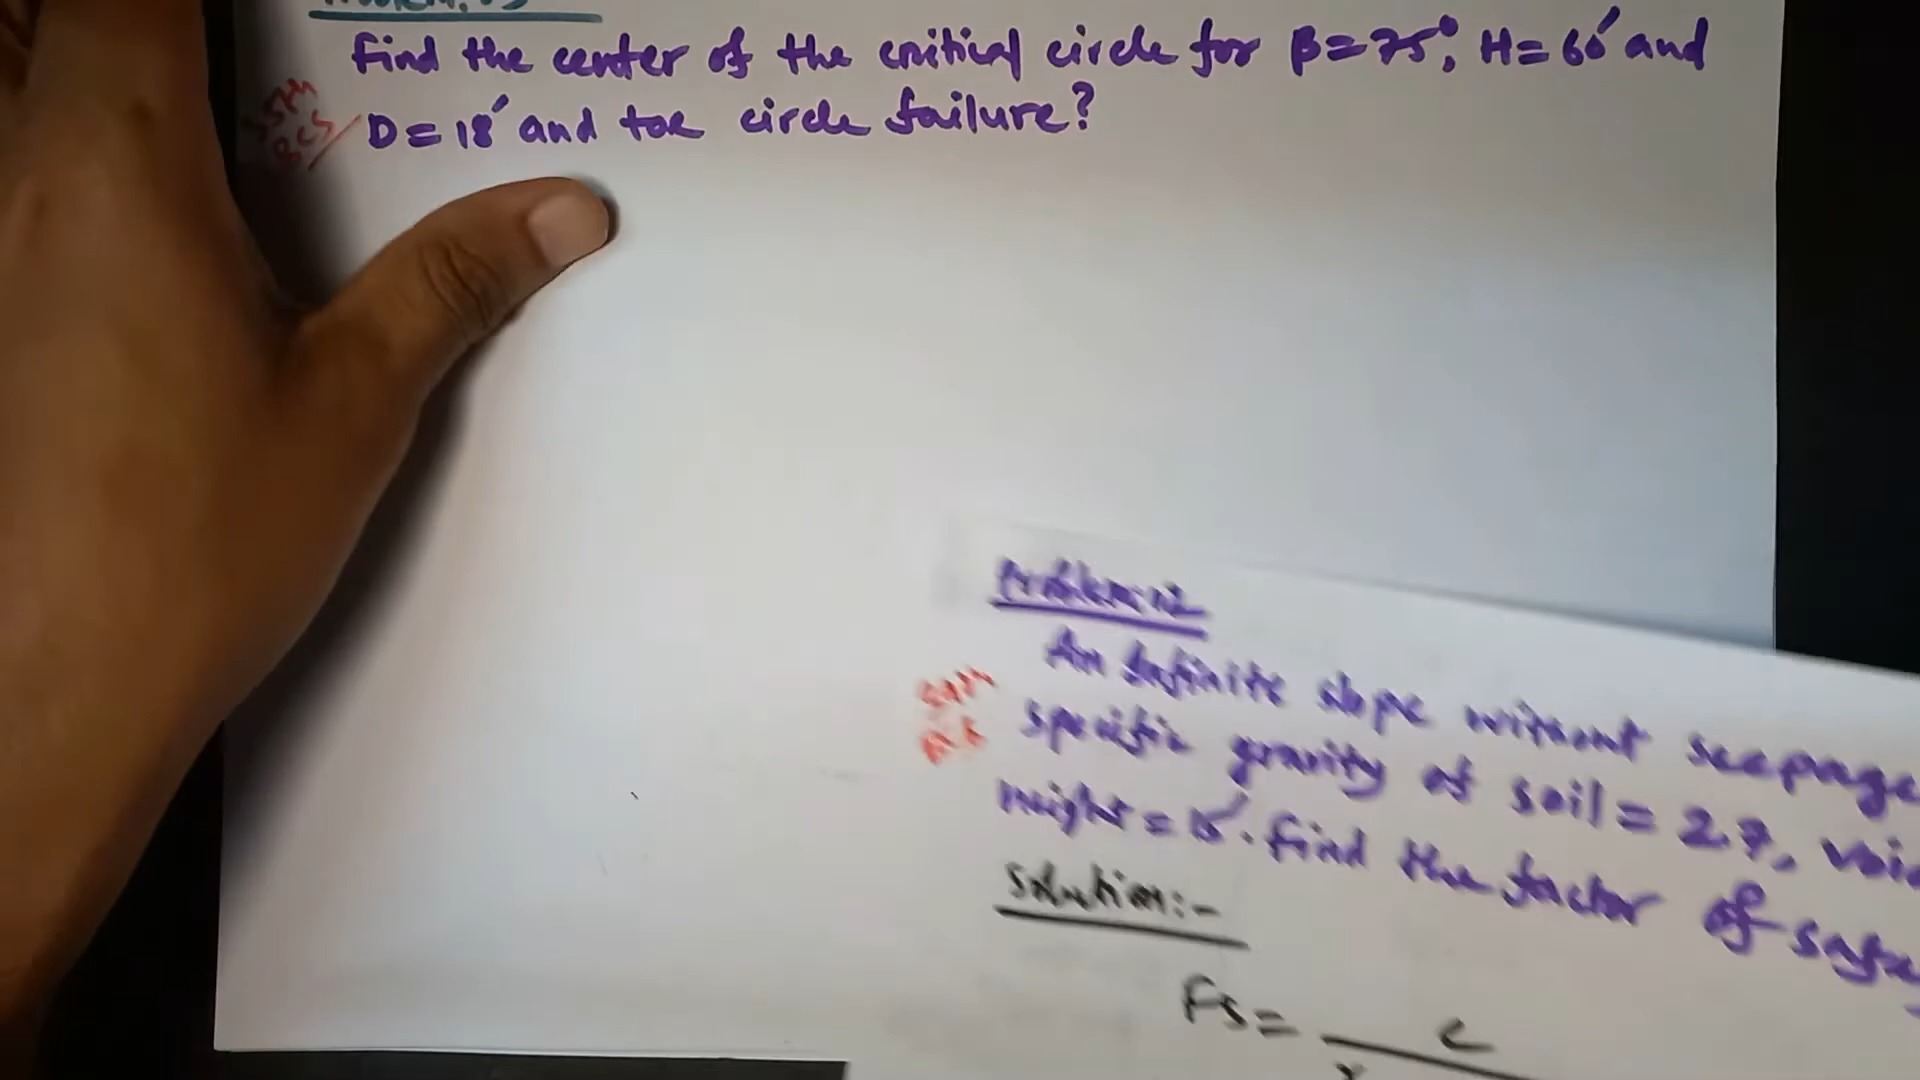 Find the center of the critical circle for β=75°, H=60′ and
D=18′ and toe circle failure?
Problem:12
An infinite slope without seepage
specific gravity of soil = 2.7, voi
height = 15′. Find the factor of safe
Solution:-
Fs= c